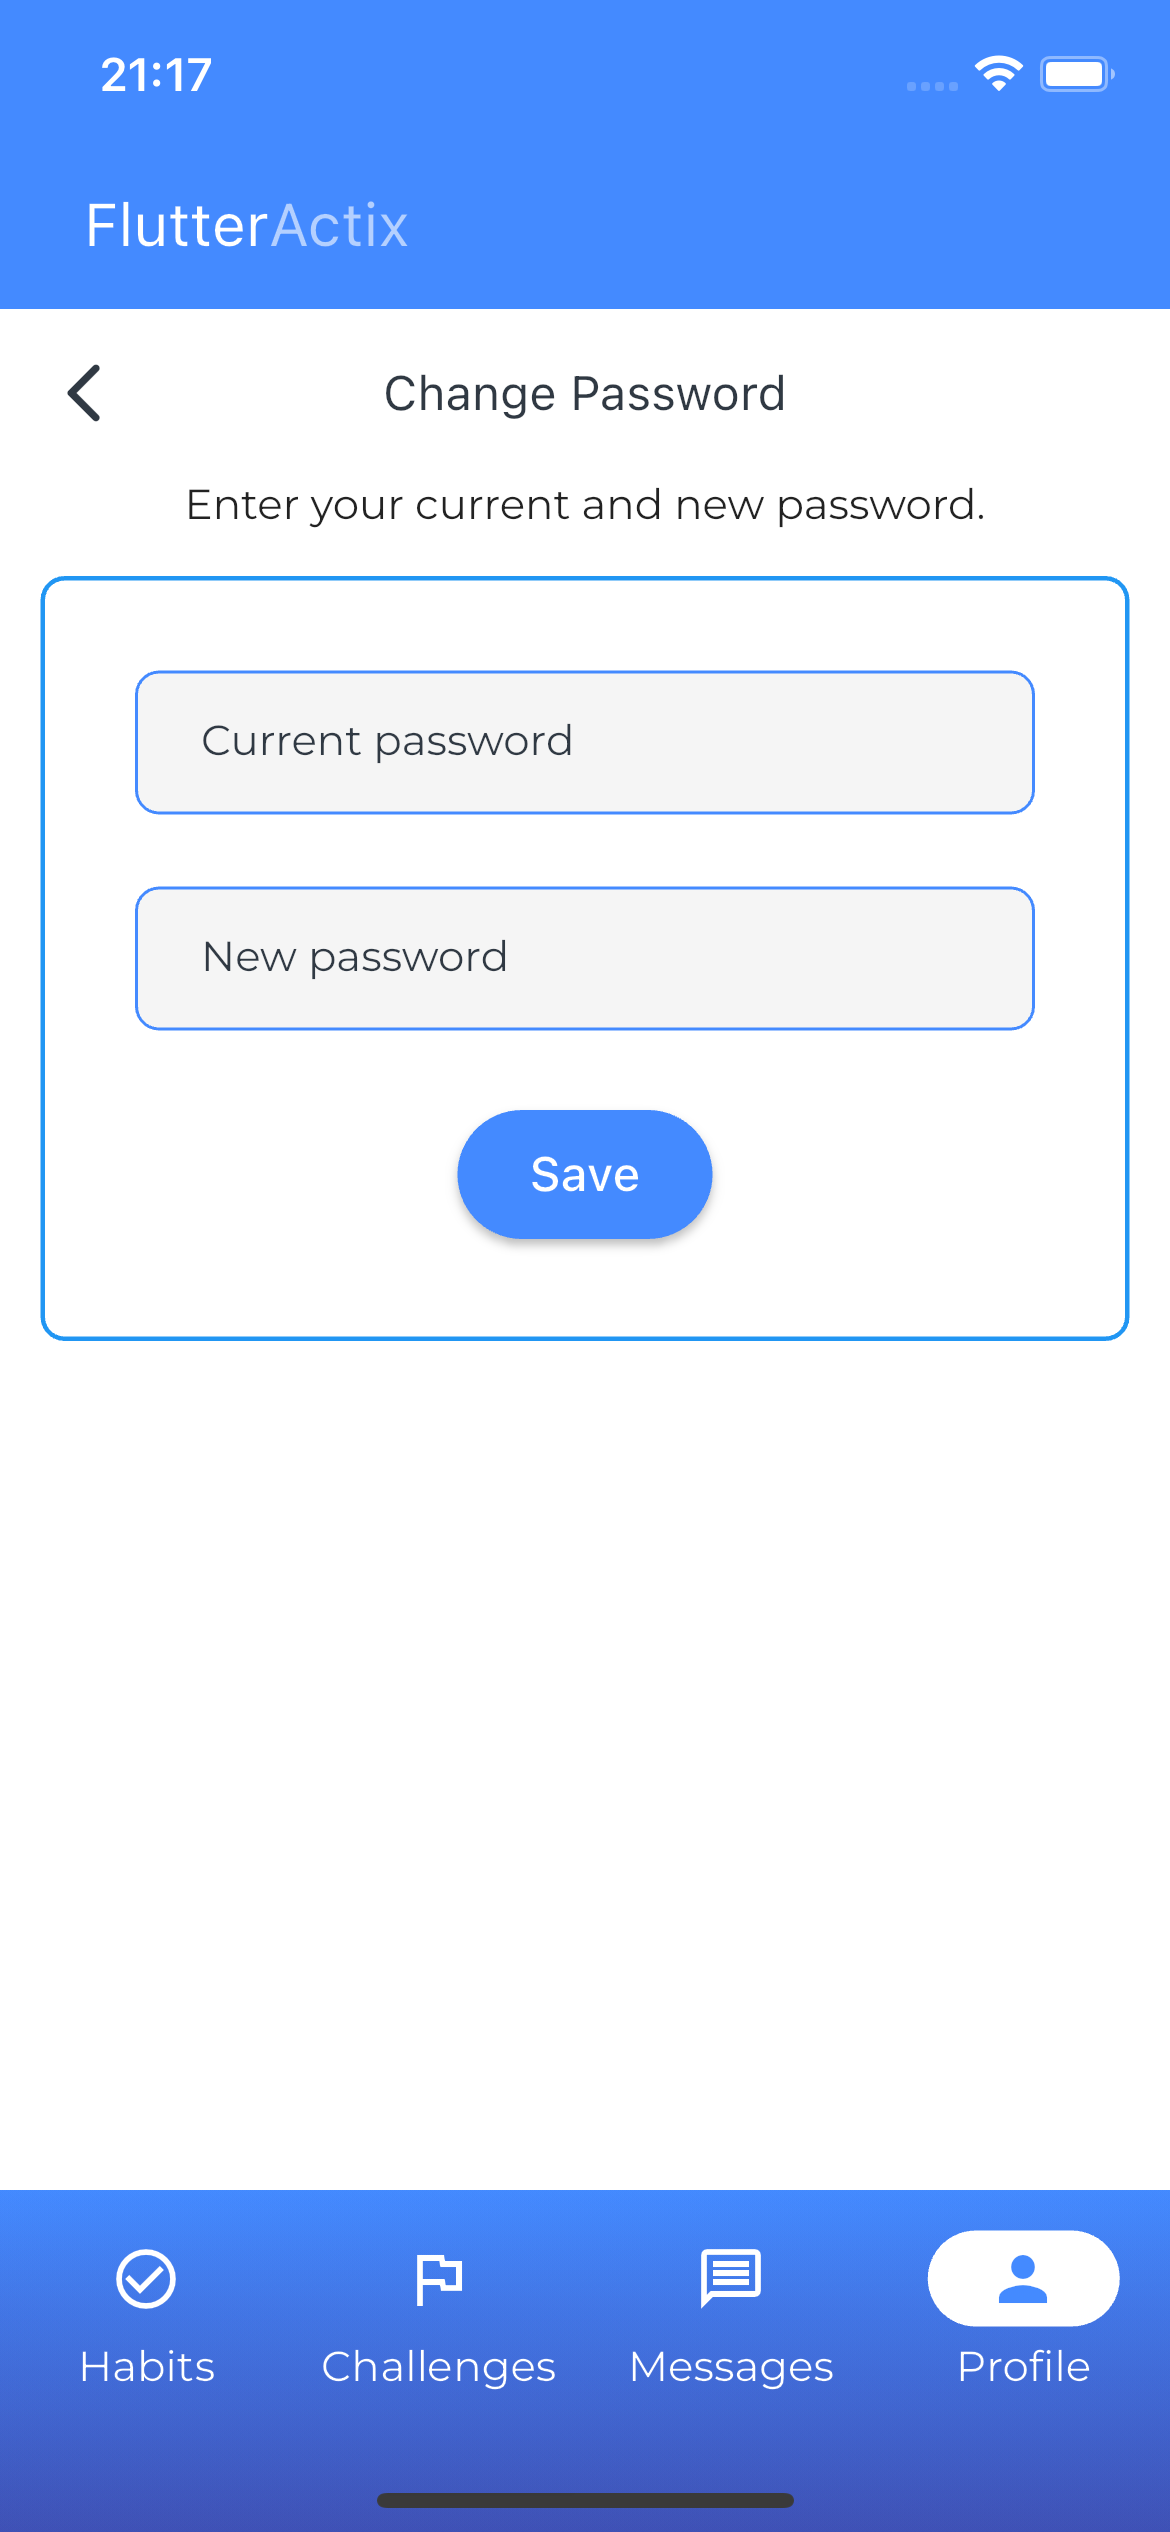 21:17
FlutterActix
Change Password
Enter your current and new password.
Current password
New password
Save
Habits
Challenges
Messages
Profile